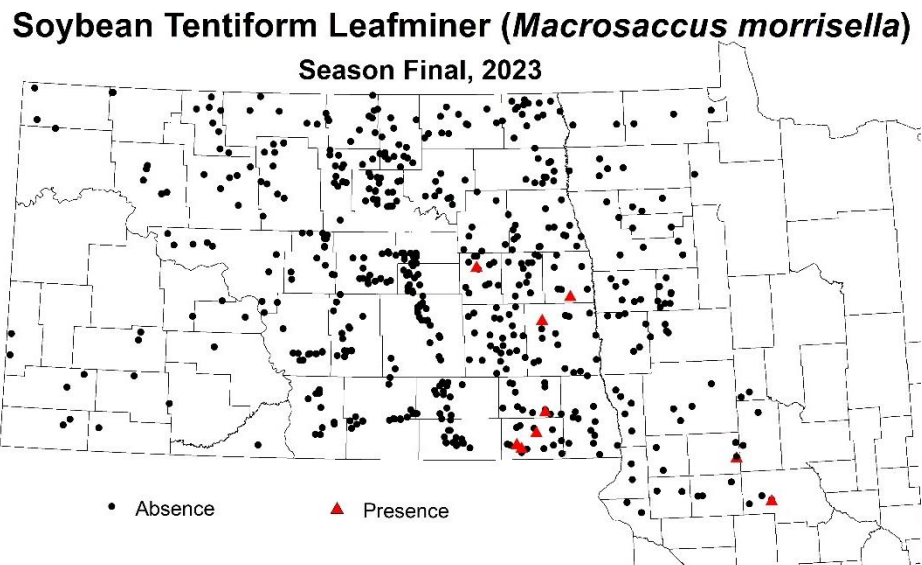 Soybean Tentiform Leafminer (Macrosaccus morrisella)
Season Final, 2023
Absence
Presence